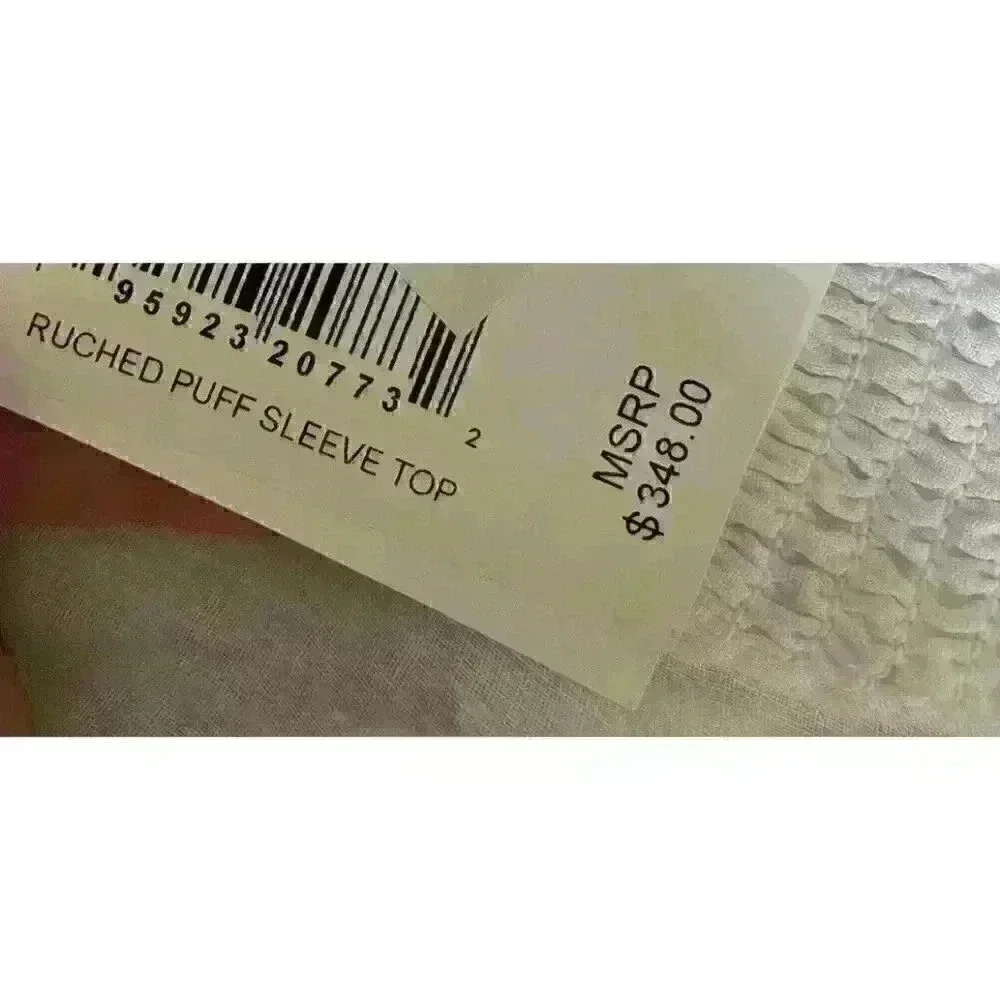 95923 20773 2
RUCHED PUFF SLEEVE TOP
MSRP
$348.00